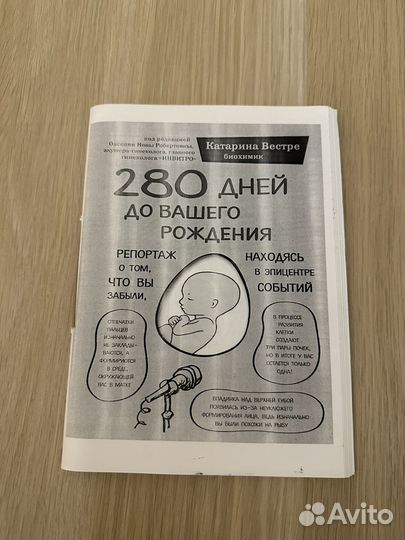 под редакцией
Оксенин Новы Робертовны,
акушера-гинеколога, главного
гинеколога «ИНВИТРО»
Катарина Вестре
биохимик
280 ДНЕЙ
ДО ВАШЕГО
РОЖДЕНИЯ
РЕПОРТАЖ
О ТОМ,
ЧТО ВЫ
ЗАБЫЛИ,
НАХОДЯСЬ
В ЭПИЦЕНТРЕ
СОБЫТИЙ
ОТПЕЧАТКИ
ПАЛЬЦЕВ
ИЗНАЧАЛЬНО
НЕ ЗАКЛАДЫ-
ВАЮТСЯ, А
ФОРМИРУЮТСЯ
В СРЕДЕ,
ОКРУЖАЮЩЕЙ
ВАС В МАТКЕ
В ПРОЦЕССЕ
РАЗВИТИЯ
КЛЕТКИ
СОЗДАЮТ
ТРИ ПАРЫ ПОЧЕК,
НО В ИТОГЕ У ВАС
ОСТАЕТСЯ ТОЛЬКО
ОДНА!
ВПАДИНКА НАД ВЕРХНЕЙ ГУБОЙ
ПОЯВИЛАСЬ ИЗ-ЗА НЕУКЛЮЖЕГО
ФОРМИРОВАНИЯ ЛИЦА, ВЕДЬ ИЗНАЧАЛЬНО
ВЫ БЫЛИ ПОХОЖИ НА РЫБУ
Avito